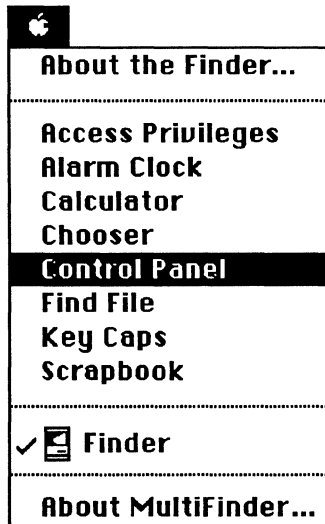 About the Finder...
Access Privileges
Alarm Clock
Calculator
Chooser
Control Panel
Find File
Key Caps
Scrapbook
Finder
About MultiFinder...